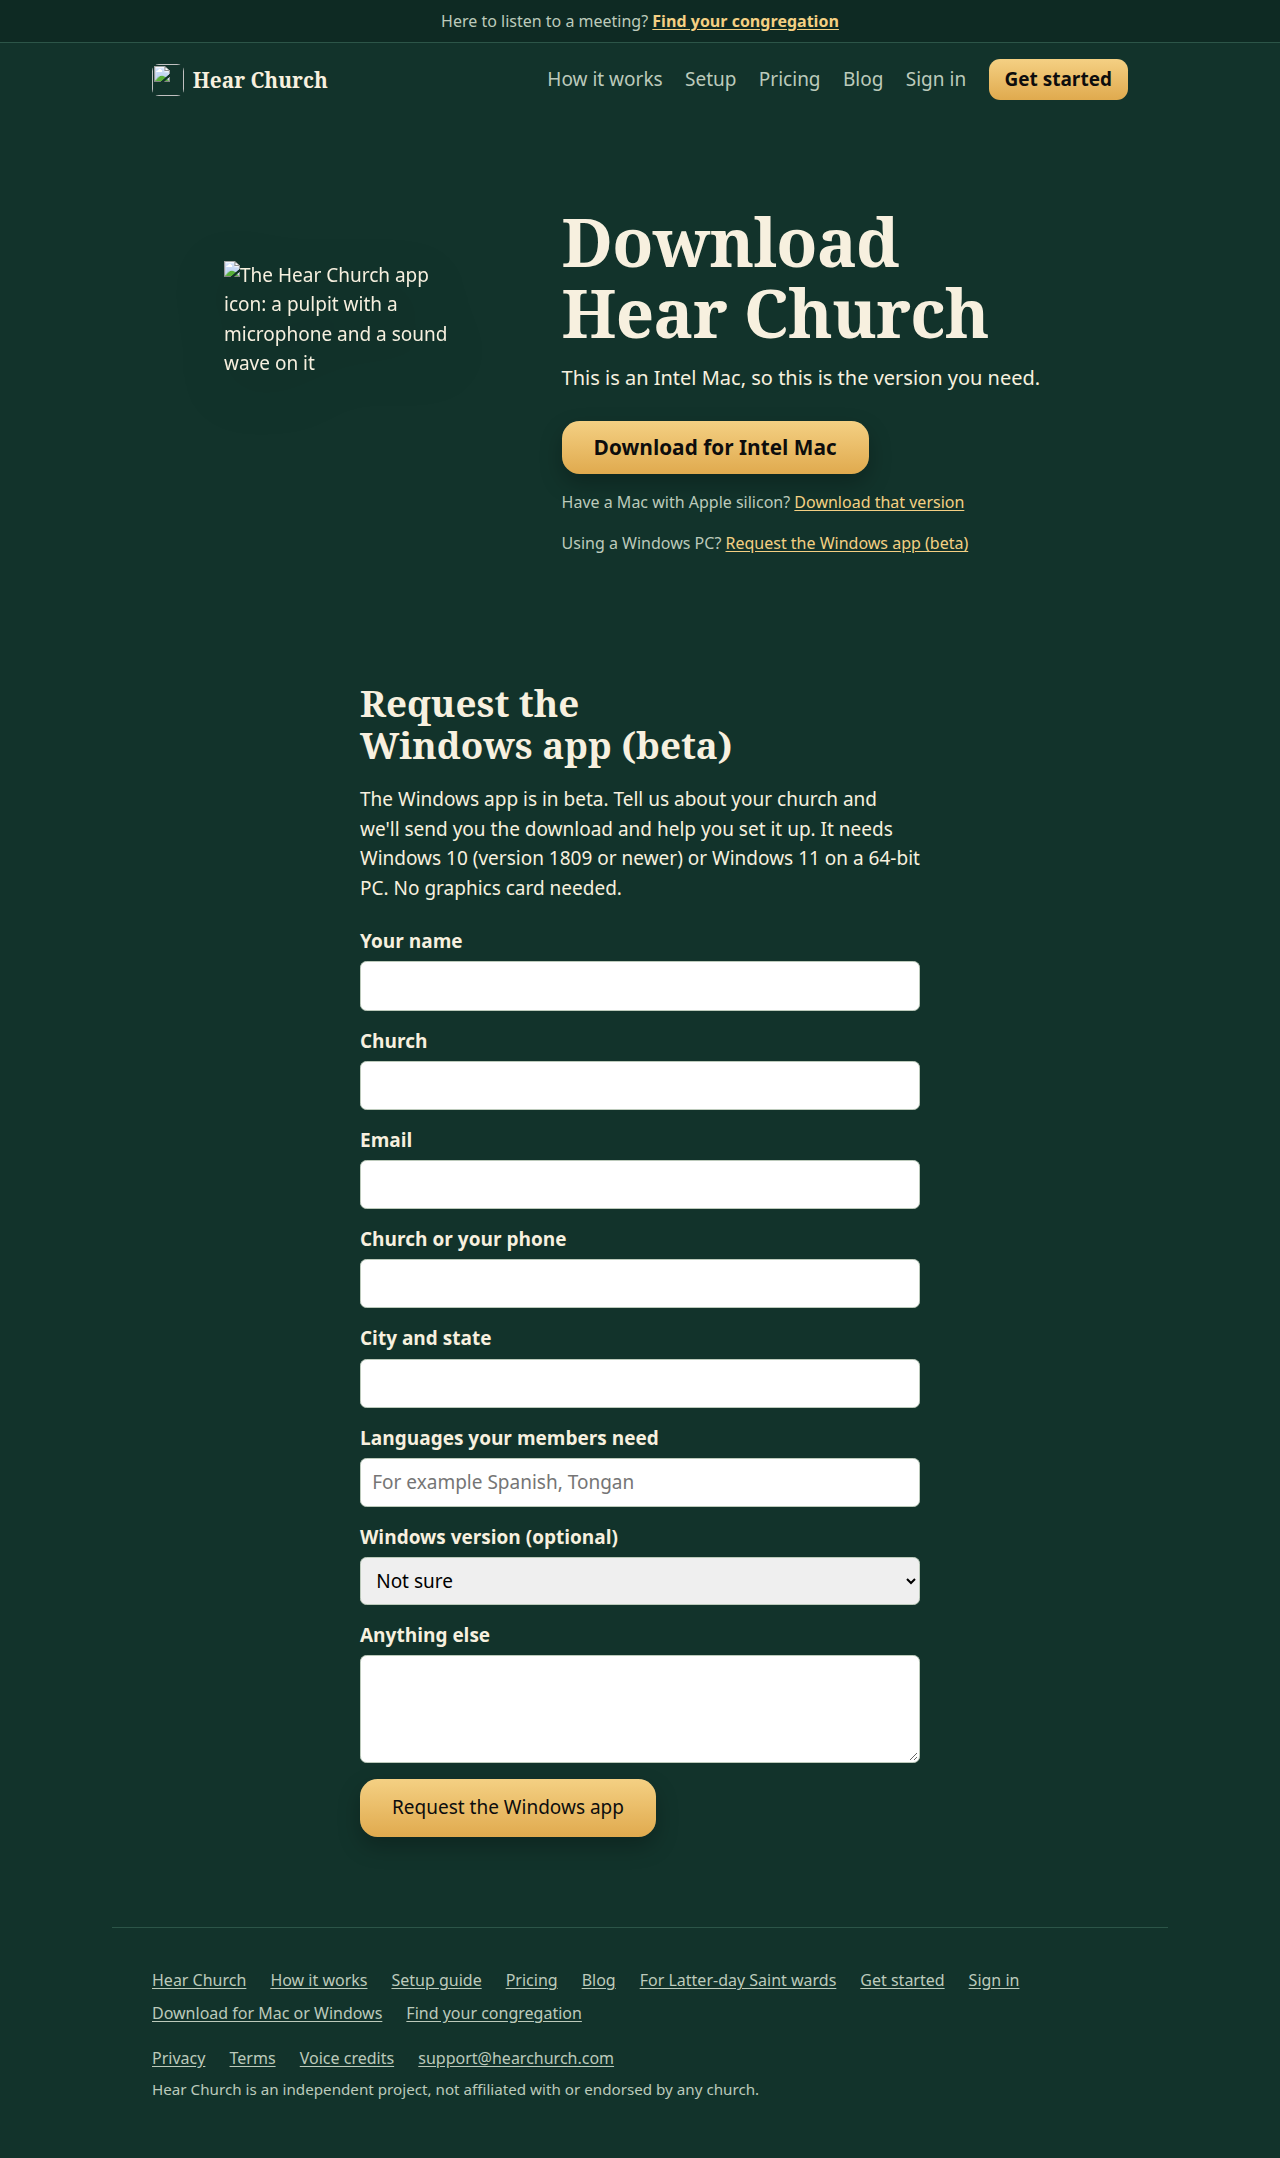 Here to listen to a meeting? Find your congregation
Hear Church
How it works Setup Pricing Blog Sign in Get started
The Hear Church app
icon: a pulpit with a
microphone and a sound
wave on it
Download
Hear Church
This is an Intel Mac, so this is the version you need.
Download for Intel Mac
Have a Mac with Apple silicon? Download that version
Using a Windows PC? Request the Windows app (beta)
Request the
Windows app (beta)
The Windows app is in beta. Tell us about your church and
we'll send you the download and help you set it up. It needs
Windows 10 (version 1809 or newer) or Windows 11 on a 64-bit
PC. No graphics card needed.
Your name
Church
Email
Church or your phone
City and state
Languages your members need
For example Spanish, Tongan
Windows version (optional)
Not sure
Anything else
Request the Windows app
Hear Church How it works Setup guide Pricing Blog For Latter-day Saint wards Get started Sign in
Download for Mac or Windows Find your congregation
Privacy Terms Voice credits support@hearchurch.com
Hear Church is an independent project, not affiliated with or endorsed by any church.